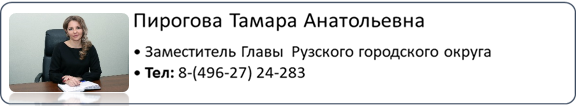 Пирогова Тамара Анатольевна
• Заместитель Главы Рузского городского округа
• Тел: 8-(496-27) 24-283